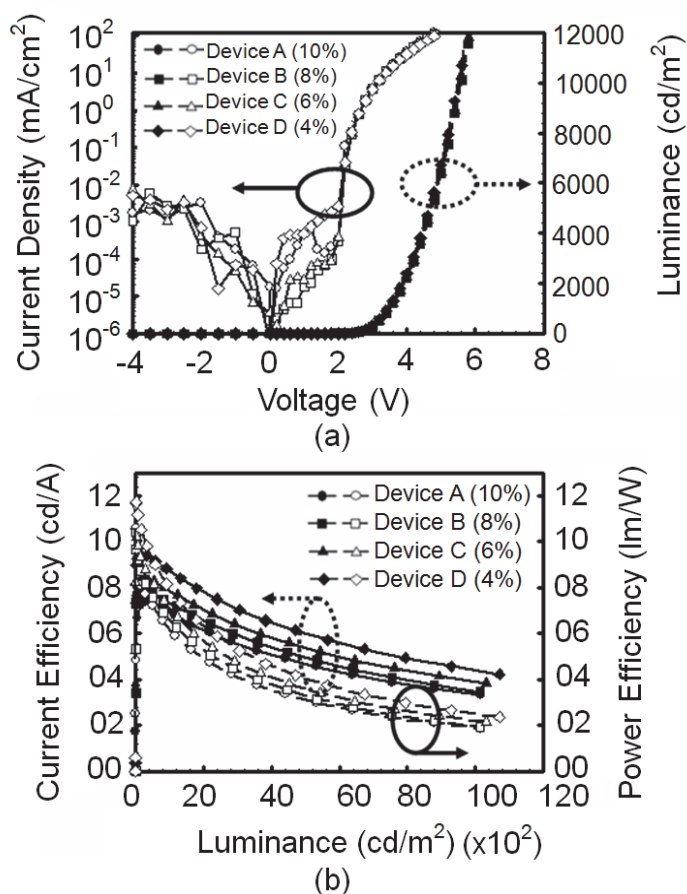 10² 12000
10¹ 10000
10⁰ 8000
10⁻¹
10⁻² 6000
10⁻³ 4000
10⁻⁴
10⁻⁵ 2000
10⁻⁶ 0
Current Density (mA/cm²)
Luminance (cd/m²)
Device A (10%)
Device B (8%)
Device C (6%)
Device D (4%)
-4 -2 0 2 4 6 8
Voltage (V)
(a)
12 12
10 10
08 08
06 06
04 04
02 02
00 00
Current Efficiency (cd/A)
Power Efficiency (lm/W)
Device A (10%)
Device B (8%)
Device C (6%)
Device D (4%)
0 20 40 60 80 100 120
Luminance (cd/m²) (x10²)
(b)